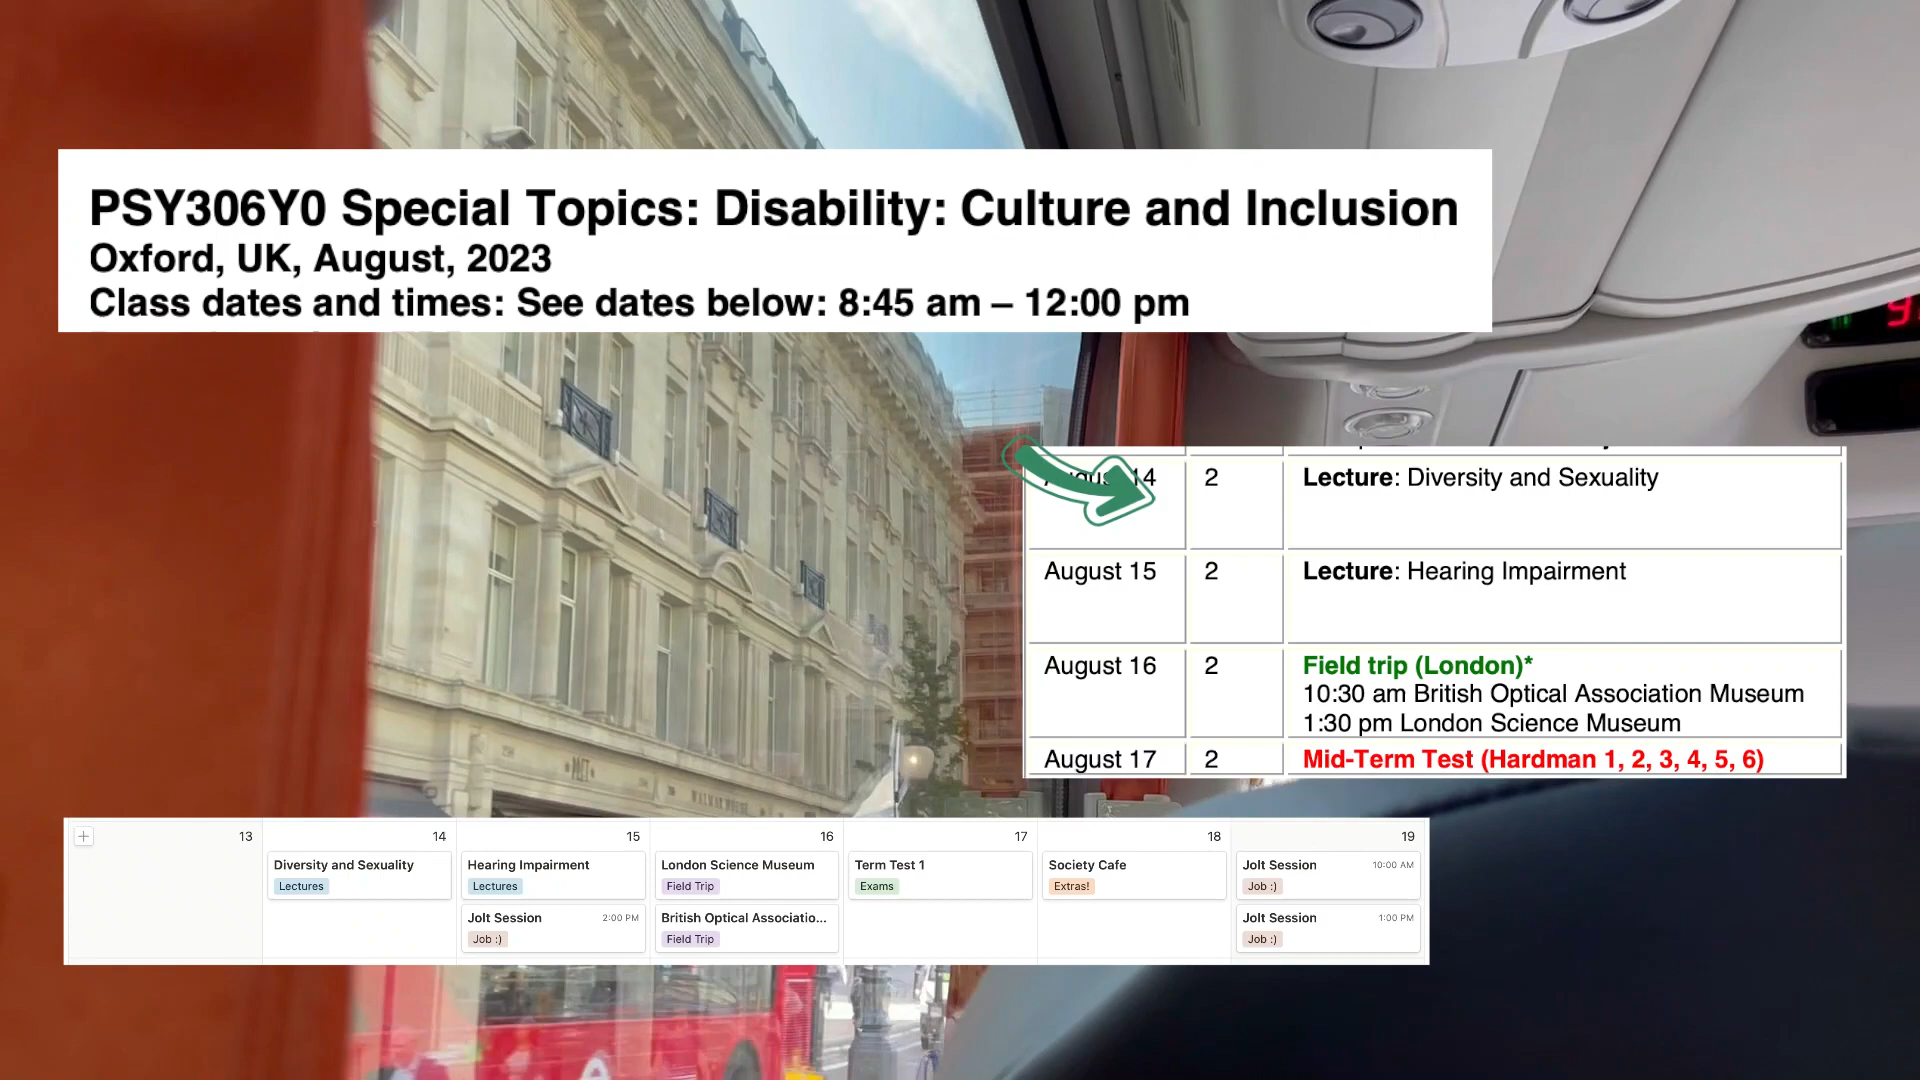 PSY306Y0 Special Topics: Disability: Culture and Inclusion
Oxford, UK, August, 2023
Class dates and times: See dates below: 8:45 am – 12:00 pm
August 14 2 Lecture: Diversity and Sexuality
August 15 2 Lecture: Hearing Impairment
August 16 2 Field trip (London)*
10:30 am British Optical Association Museum
1:30 pm London Science Museum
August 17 2 Mid-Term Test (Hardman 1, 2, 3, 4, 5, 6)
13 14 15 16 17 18 19
Diversity and Sexuality Hearing Impairment London Science Museum Term Test 1 Society Cafe Jolt Session 10:00 AM
Lectures Lectures Field Trip Exams Extras! Job :)
Jolt Session 2:00 PM British Optical Associatio... Jolt Session 1:00 PM
Job :) Field Trip Job :)